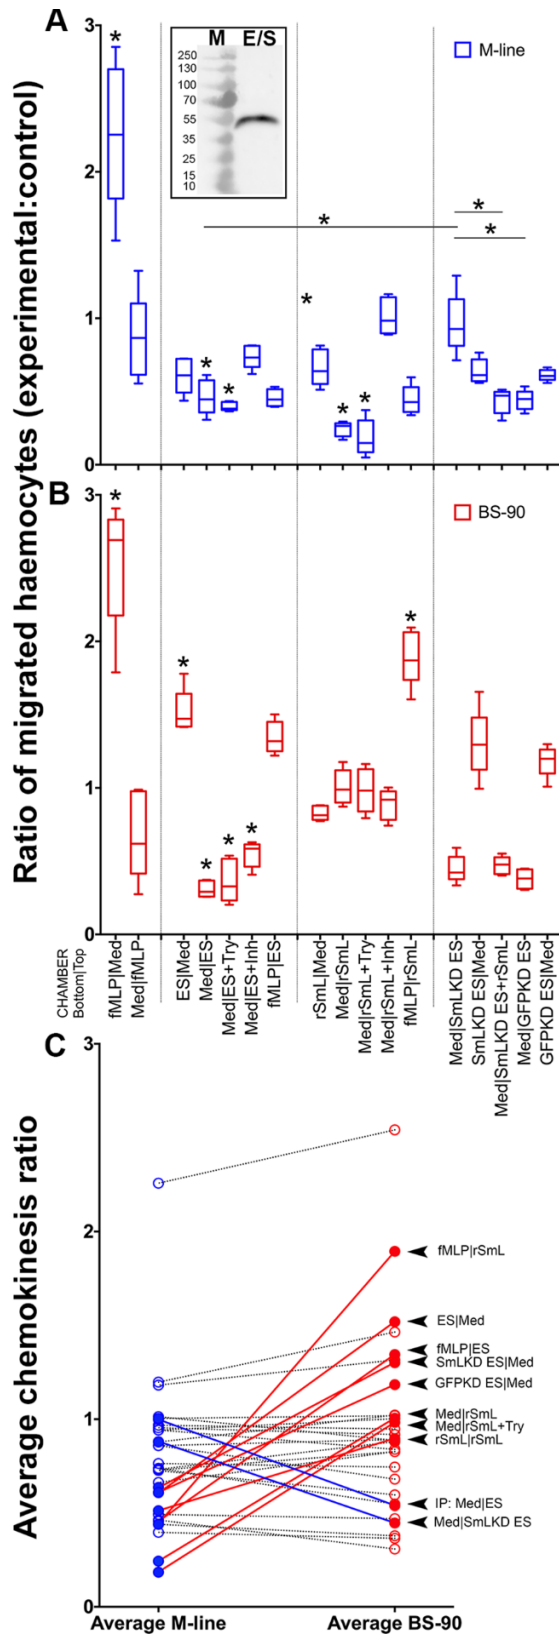 A
3
*
M E/S
250
130
100
70
55
35
25
15
10
M-line
2
*
*
*
1
*
*
*
*
*
0
Ratio of migrated haemocytes (experimental:control)
B
3
*
BS-90
2
*
*
1
*
*
*
0
CHAMBER
Bottom|Top
fMLP|Med
Med|fMLP
ES|Med
Med|ES
Med|ES+Try
Med|ES+Inh
fMLP|ES
rSmL|Med
Med|rSmL
Med|rSmL+Try
Med|rSmL+Inh
fMLP|rSmL
Med|SmLKD ES
SmLKD ES|Med
Med|SmLKD ES+rSmL
Med|GFPKD ES
GFPKD ES|Med
C
3
2
1
0
Average chemokinesis ratio
fMLP|rSmL
ES|Med
fMLP|ES
SmLKD ES|Med
GFPKD ES|Med
Med|rSmL
Med|rSmL+Try
rSmL|rSmL
IP: Med|ES
Med|SmLKD ES
Average M-line
Average BS-90